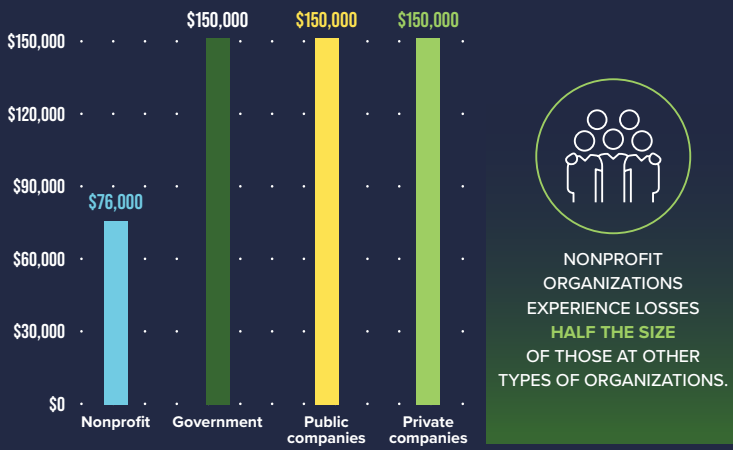 $150,000
$150,000
$150,000
$150,000
$120,000
$90,000
$76,000
$60,000
$30,000
$0
Nonprofit
Government
Public
companies
Private
companies
NONPROFIT
ORGANIZATIONS
EXPERIENCE LOSSES
HALF THE SIZE
OF THOSE AT OTHER
TYPES OF ORGANIZATIONS.